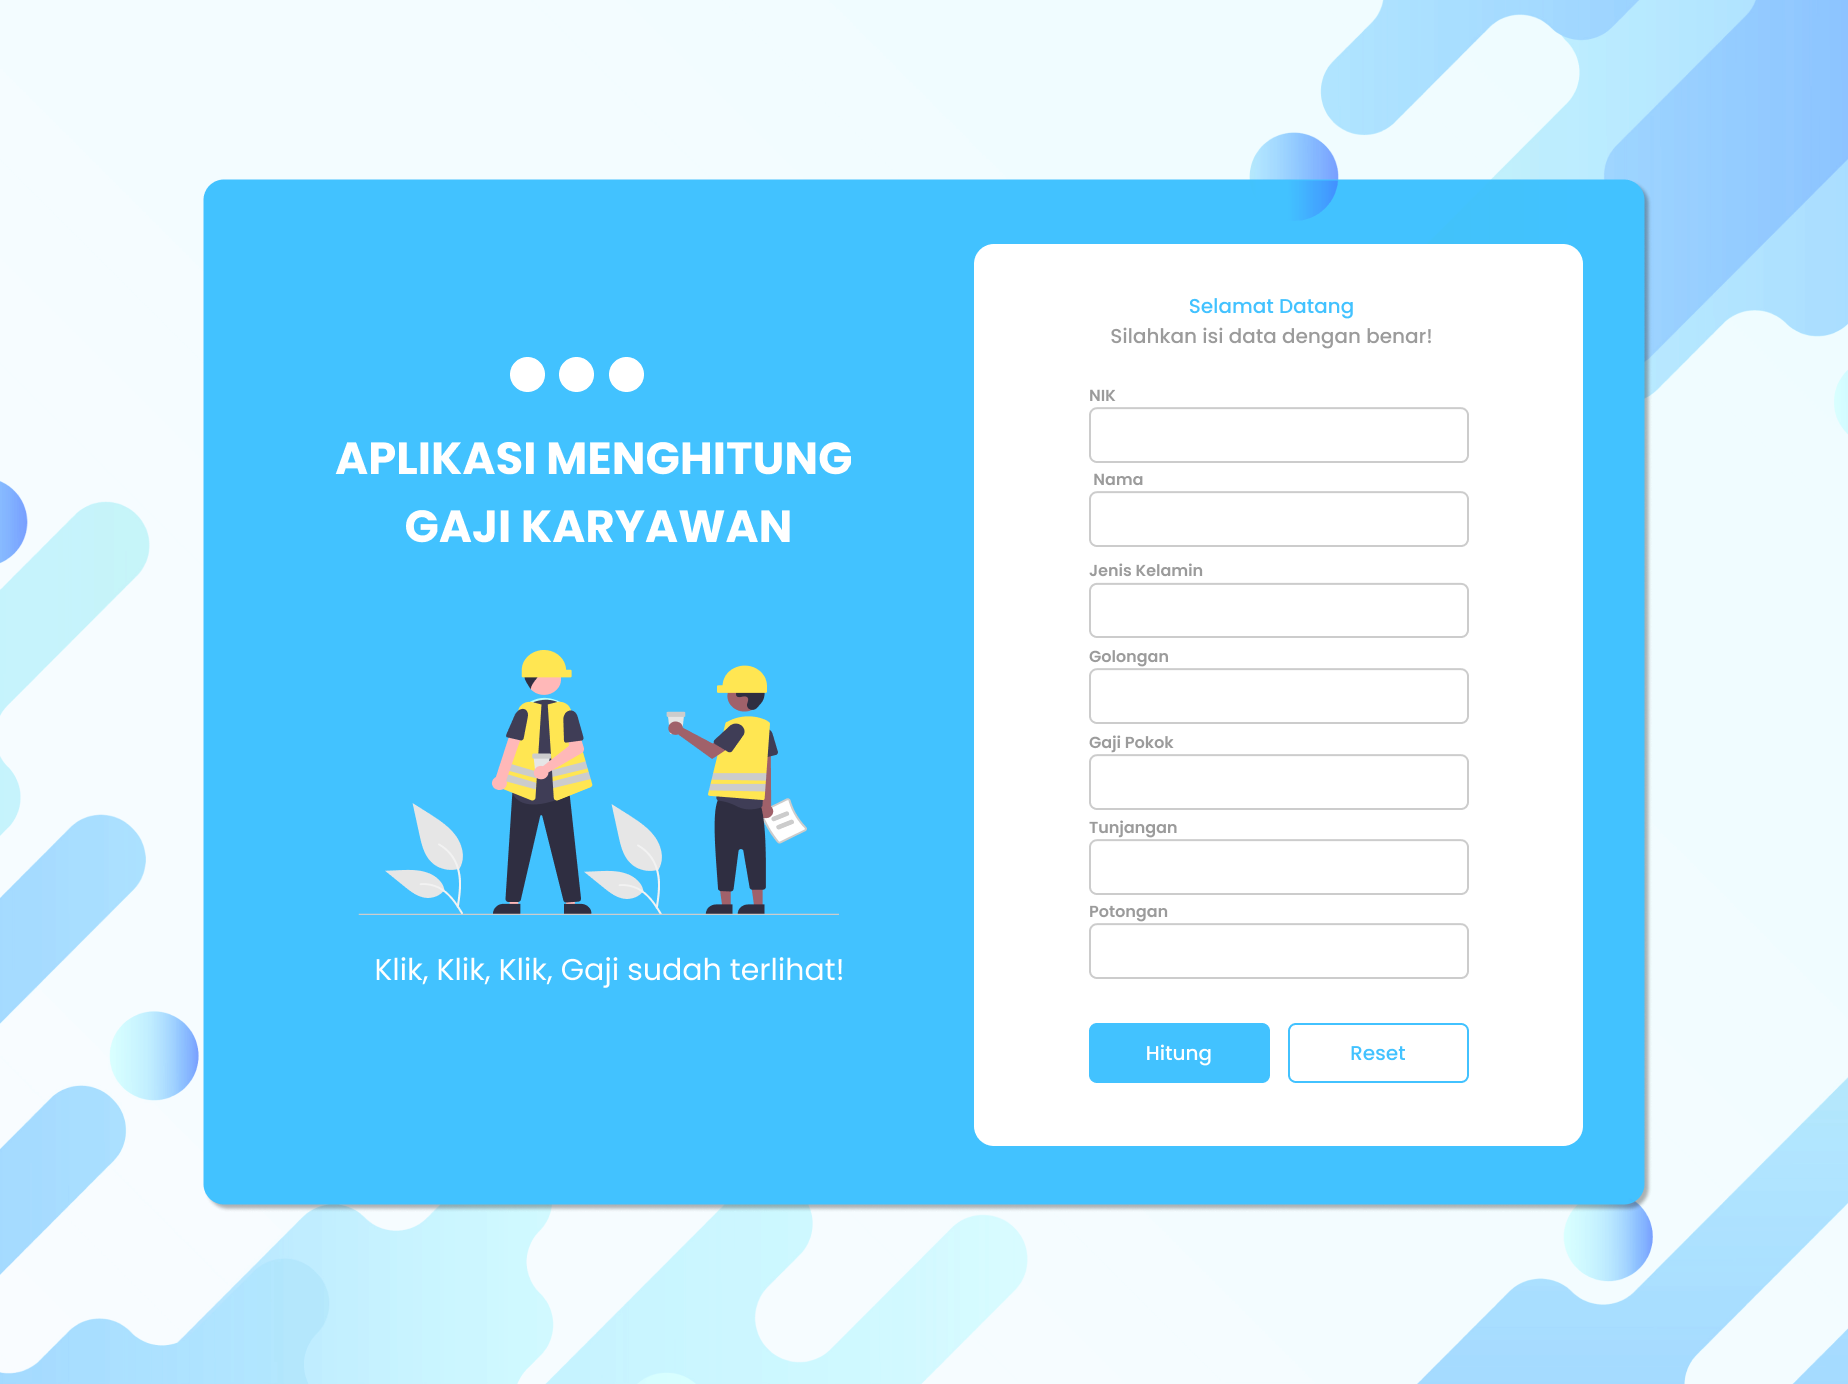 APLIKASI MENGHITUNG
GAJI KARYAWAN
Klik, Klik, Klik, Gaji sudah terlihat!
Selamat Datang
Silahkan isi data dengan benar!
NIK
Nama
Jenis Kelamin
Golongan
Gaji Pokok
Tunjangan
Potongan
Hitung
Reset